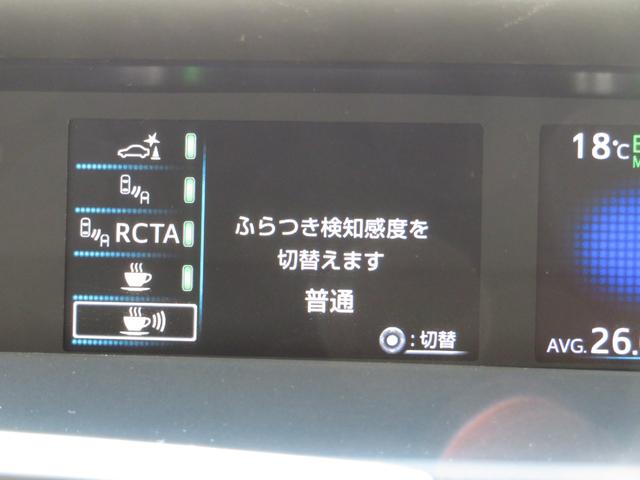 RCTA
ふらつき検知感度を
切替えます
普通
:切替
18℃
AVG. 26.